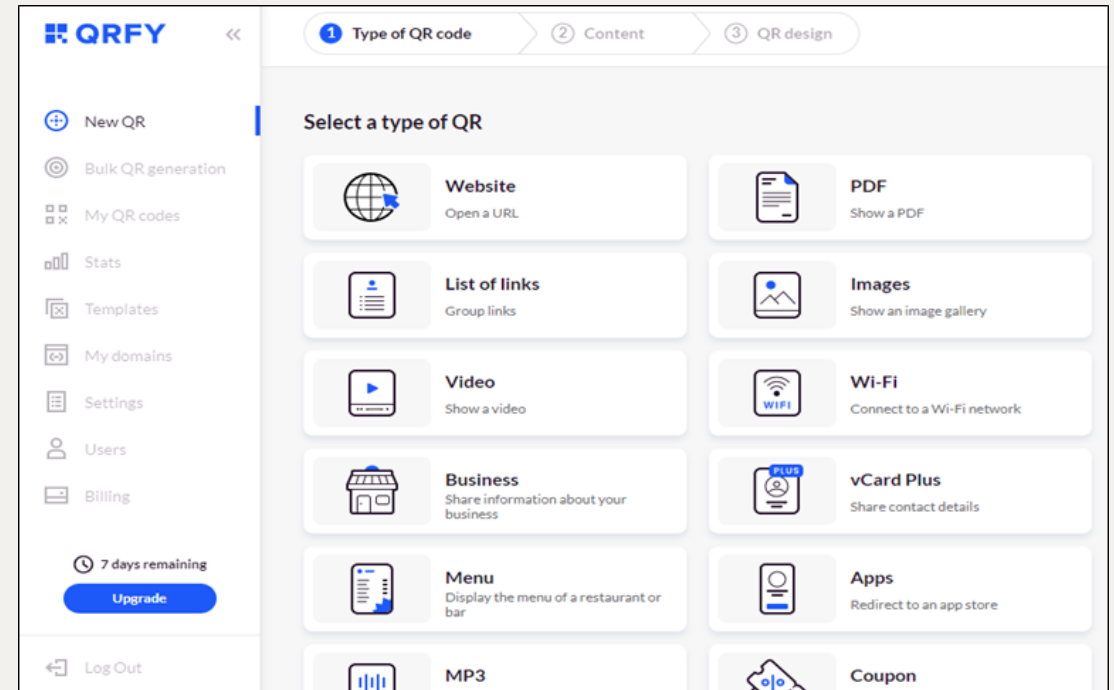 QRFY
1 Type of QR code
2 Content
3 QR design
New QR
Bulk QR generation
My QR codes
Stats
Templates
My domains
Settings
Users
Billing
7 days remaining
Upgrade
Log Out
Select a type of QR
Website
Open a URL
PDF
Show a PDF
List of links
Group links
Images
Show an image gallery
Video
Show a video
WIFI
Wi-Fi
Connect to a Wi-Fi network
Business
Share information about your
business
PLUS
vCard Plus
Share contact details
Menu
Display the menu of a restaurant or
bar
Apps
Redirect to an app store
MP3
Coupon